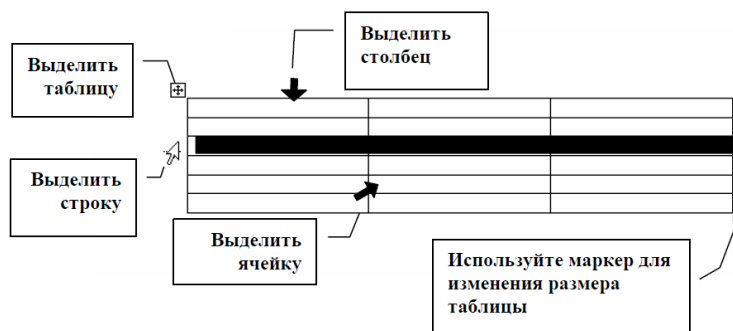 Выделить
столбец
Выделить
таблицу
Выделить
строку
Выделить
ячейку
Используйте маркер для
изменения размера
таблицы